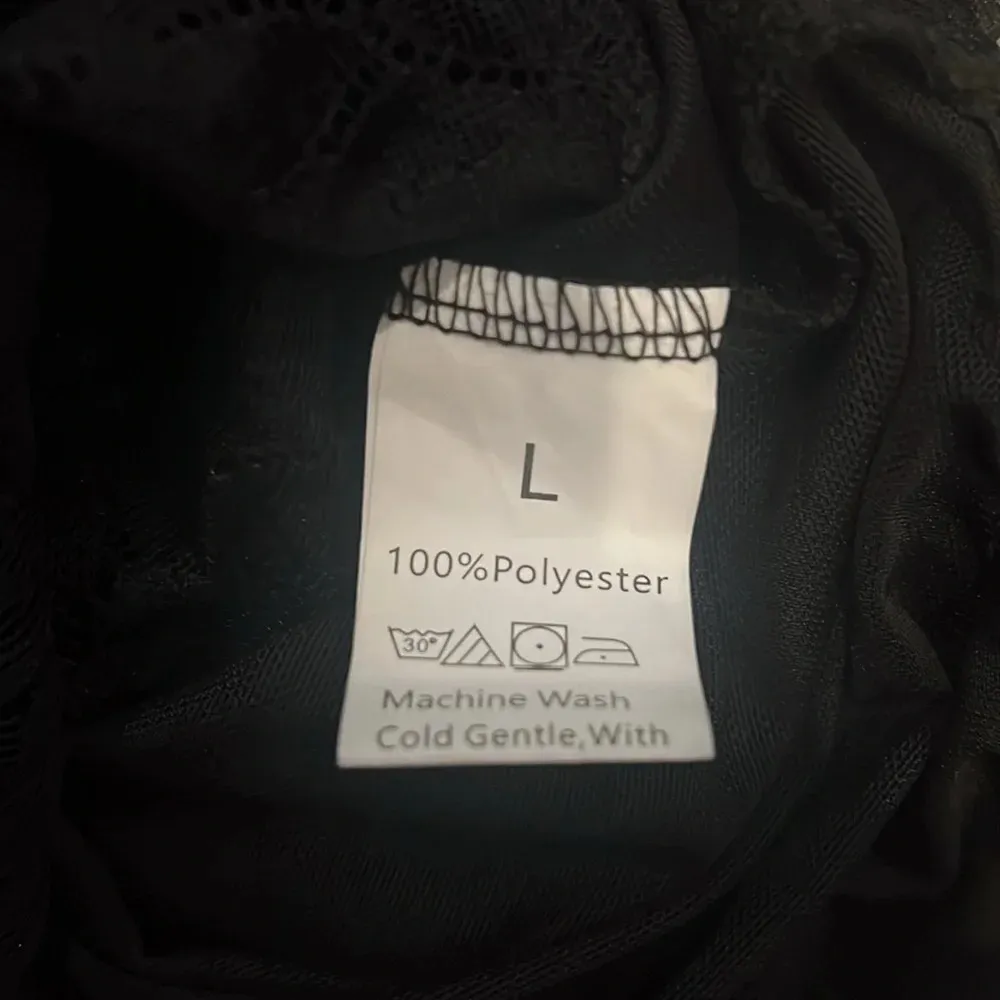 L
100%Polyester
30°
Machine Wash
Cold Gentle,With